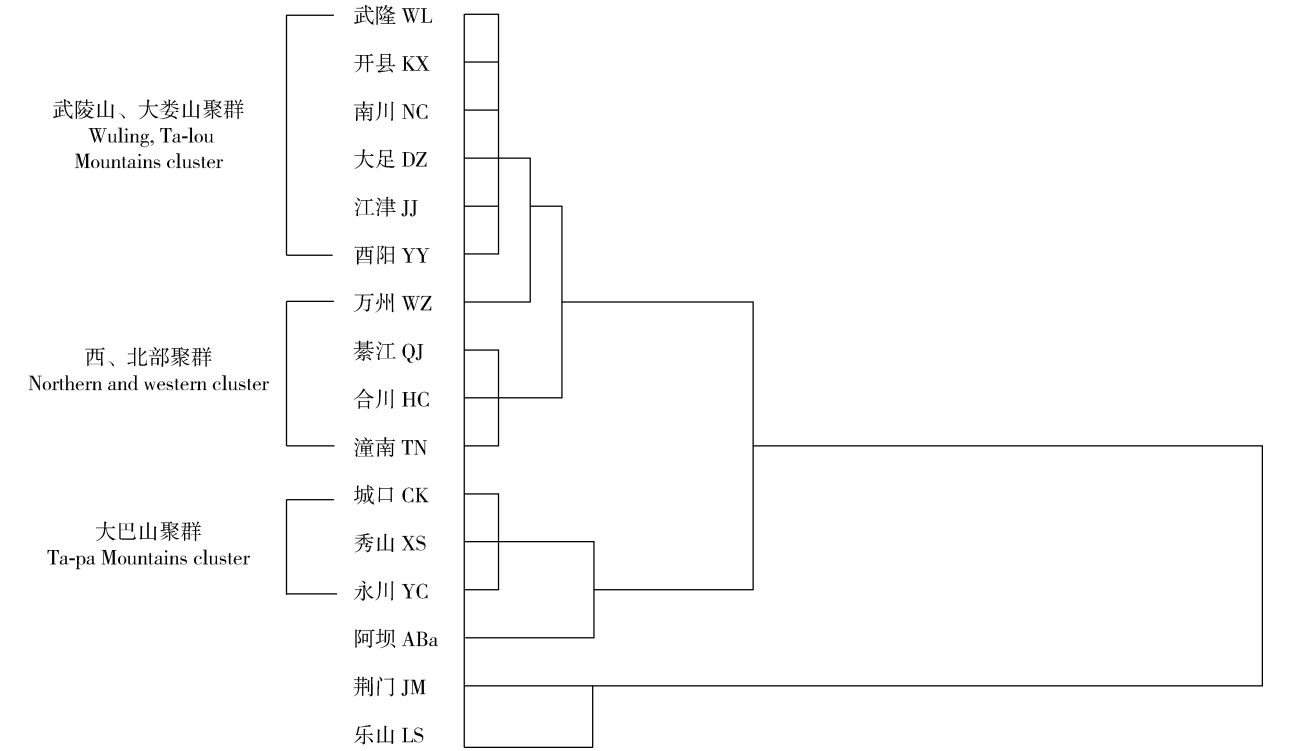 武隆 WL
开县 KX
南川 NC
大足 DZ
江津 JJ
酉阳 YY
万州 WZ
綦江 QJ
合川 HC
潼南 TN
城口 CK
秀山 XS
永川 YC
阿坝 ABa
荆门 JM
乐山 LS
武陵山、大娄山聚群
Wuling, Ta-lou
Mountains cluster
西、北部聚群
Northern and western cluster
大巴山聚群
Ta-pa Mountains cluster